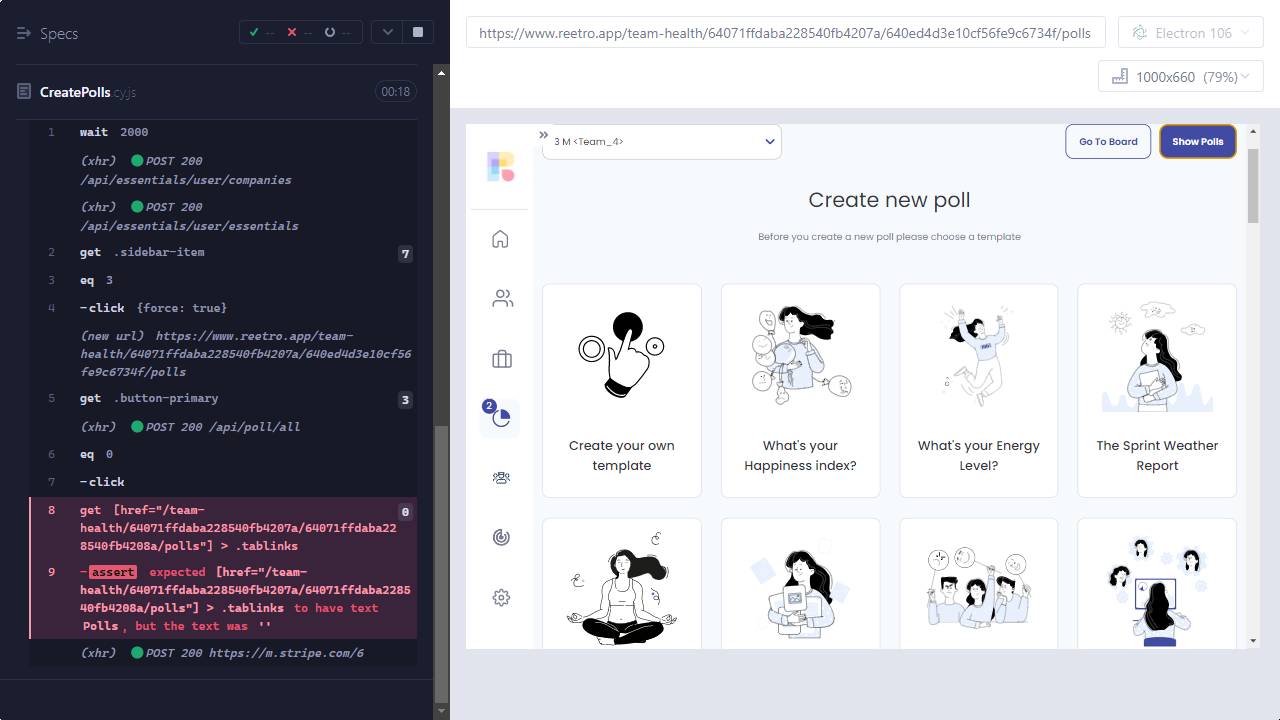 Specs
-- -- --
CreatePolls.cy.js
00:18
1 wait 2000
(xhr) POST 200
/api/essentials/user/companies
(xhr) POST 200
/api/essentials/user/essentials
2 get .sidebar-item 7
3 eq 3
4 -click {force: true}
(new url) https://www.reetro.app/team-
health/64071ffdaba228540fb4207a/640ed4d3e10cf56
fe9c6734f/polls
5 get .button-primary 3
(xhr) POST 200 /api/poll/all
6 eq 0
7 -click
8 get [href="/team- 0
health/64071ffdaba228540fb4207a/64071ffdaba22
8540fb4208a/polls"] > .tablinks
9 -assert expected [href="/team-
health/64071ffdaba228540fb4207a/64071ffdaba2285
40fb4208a/polls"] > .tablinks to have text
Polls, but the text was ''
(xhr) POST 200 https://m.stripe.com/6
https://www.reetro.app/team-health/64071ffdaba228540fb4207a/640ed4d3e10cf56fe9c6734f/polls
Electron 106
1000x660 (79%)
3 M <Team_4>
Go To Board
Show Polls
2
Create new poll
Before you create a new poll please choose a template
Create your own
template
What's your
Happiness index?
What's your Energy
Level?
The Sprint Weather
Report